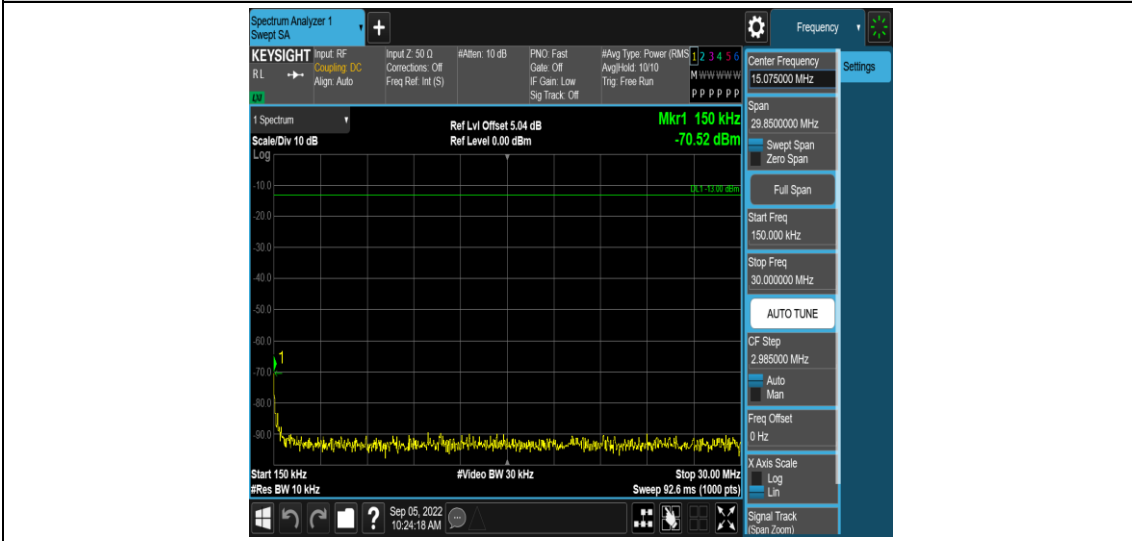 Spectrum Analyzer 1
Swept SA
+
Frequency
KEYSIGHT
RL
Input: RF
Coupling: DC
Align: Auto
Input Z: 50 Ω
Corrections: Off
Freq Ref: Int (S)
#Atten: 10 dB
PNO: Fast
Gate: Off
IF Gain: Low
Sig Track: Off
#Avg Type: Power (RMS
Avg|Hold: 10/10
Trig: Free Run
1 2 3 4 5 6
M W W W W W
P P P P P P
1 Spectrum
Scale/Div 10 dB
Log
Ref Lvl Offset 5.04 dB
Ref Level 0.00 dBm
Mkr1 150 kHz
-70.52 dBm
DL1 -13.00 dBm
-10.0
-20.0
-30.0
-40.0
-50.0
-60.0
-70.0
-80.0
-90.0
1
Start 150 kHz
#Res BW 10 kHz
#Video BW 30 kHz
Stop 30.00 MHz
Sweep 92.6 ms (1000 pts)
Center Frequency
15.075000 MHz
Settings
Span
29.8500000 MHz
Swept Span
Zero Span
Full Span
Start Freq
150.000 kHz
Stop Freq
30.000000 MHz
AUTO TUNE
CF Step
2.985000 MHz
Auto
Man
Freq Offset
0 Hz
X Axis Scale
Log
Lin
Signal Track
(Span Zoom)
?
Sep 05, 2022
10:24:18 AM